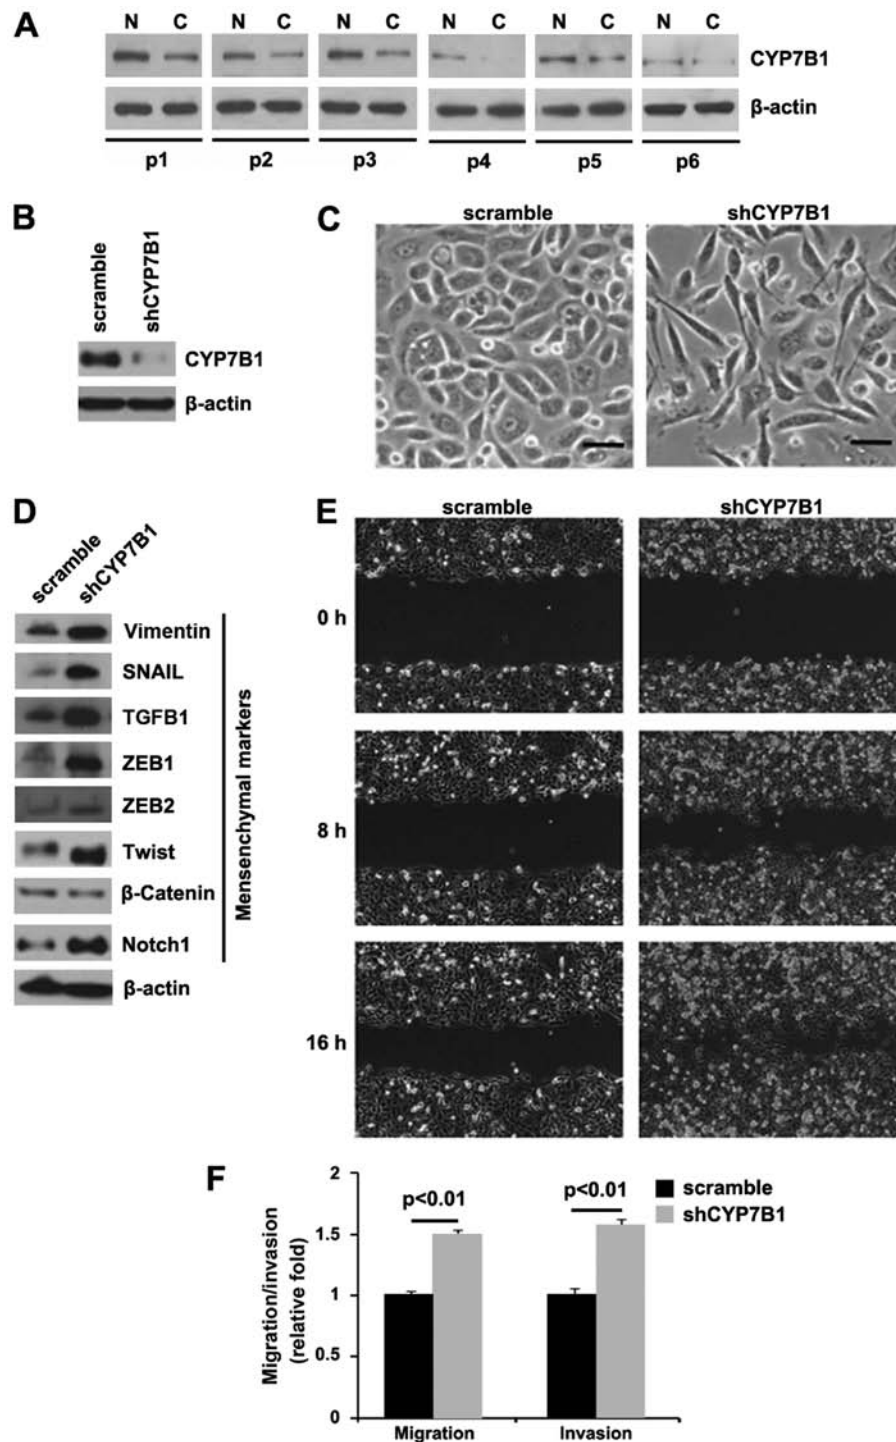 A
N C N C N C N C N C N C
CYP7B1
β-actin
p1 p2 p3 p4 p5 p6
B
scramble
shCYP7B1
CYP7B1
β-actin
C
scramble shCYP7B1
D
scramble
shCYP7B1
Vimentin
SNAIL
TGFB1
ZEB1
ZEB2
Twist
β-Catenin
Notch1
β-actin
Mensenchymal markers
E
scramble shCYP7B1
0 h
8 h
16 h
F
Migration/invasion
(relative fold)
2
1.5
1
0.5
0
p<0.01 p<0.01
scramble
shCYP7B1
Migration Invasion